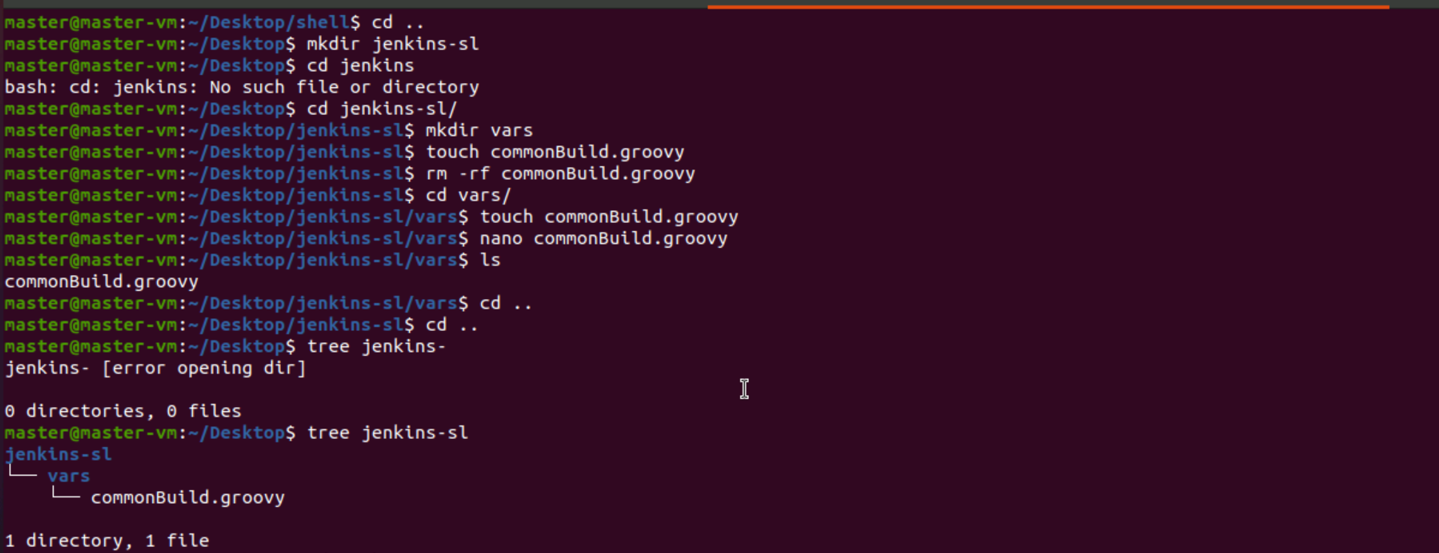 master@master-vm:~/Desktop/shell$ cd ..
master@master-vm:~/Desktop$ mkdir jenkins-sl
master@master-vm:~/Desktop$ cd jenkins
bash: cd: jenkins: No such file or directory
master@master-vm:~/Desktop$ cd jenkins-sl/
master@master-vm:~/Desktop/jenkins-sl$ mkdir vars
master@master-vm:~/Desktop/jenkins-sl$ touch commonBuild.groovy
master@master-vm:~/Desktop/jenkins-sl$ rm -rf commonBuild.groovy
master@master-vm:~/Desktop/jenkins-sl$ cd vars/
master@master-vm:~/Desktop/jenkins-sl/vars$ touch commonBuild.groovy
master@master-vm:~/Desktop/jenkins-sl/vars$ nano commonBuild.groovy
master@master-vm:~/Desktop/jenkins-sl/vars$ ls
commonBuild.groovy
master@master-vm:~/Desktop/jenkins-sl/vars$ cd ..
master@master-vm:~/Desktop/jenkins-sl$ cd ..
master@master-vm:~/Desktop$ tree jenkins-
jenkins- [error opening dir]
0 directories, 0 files
master@master-vm:~/Desktop$ tree jenkins-sl
jenkins-sl
└── vars
    └── commonBuild.groovy
1 directory, 1 file